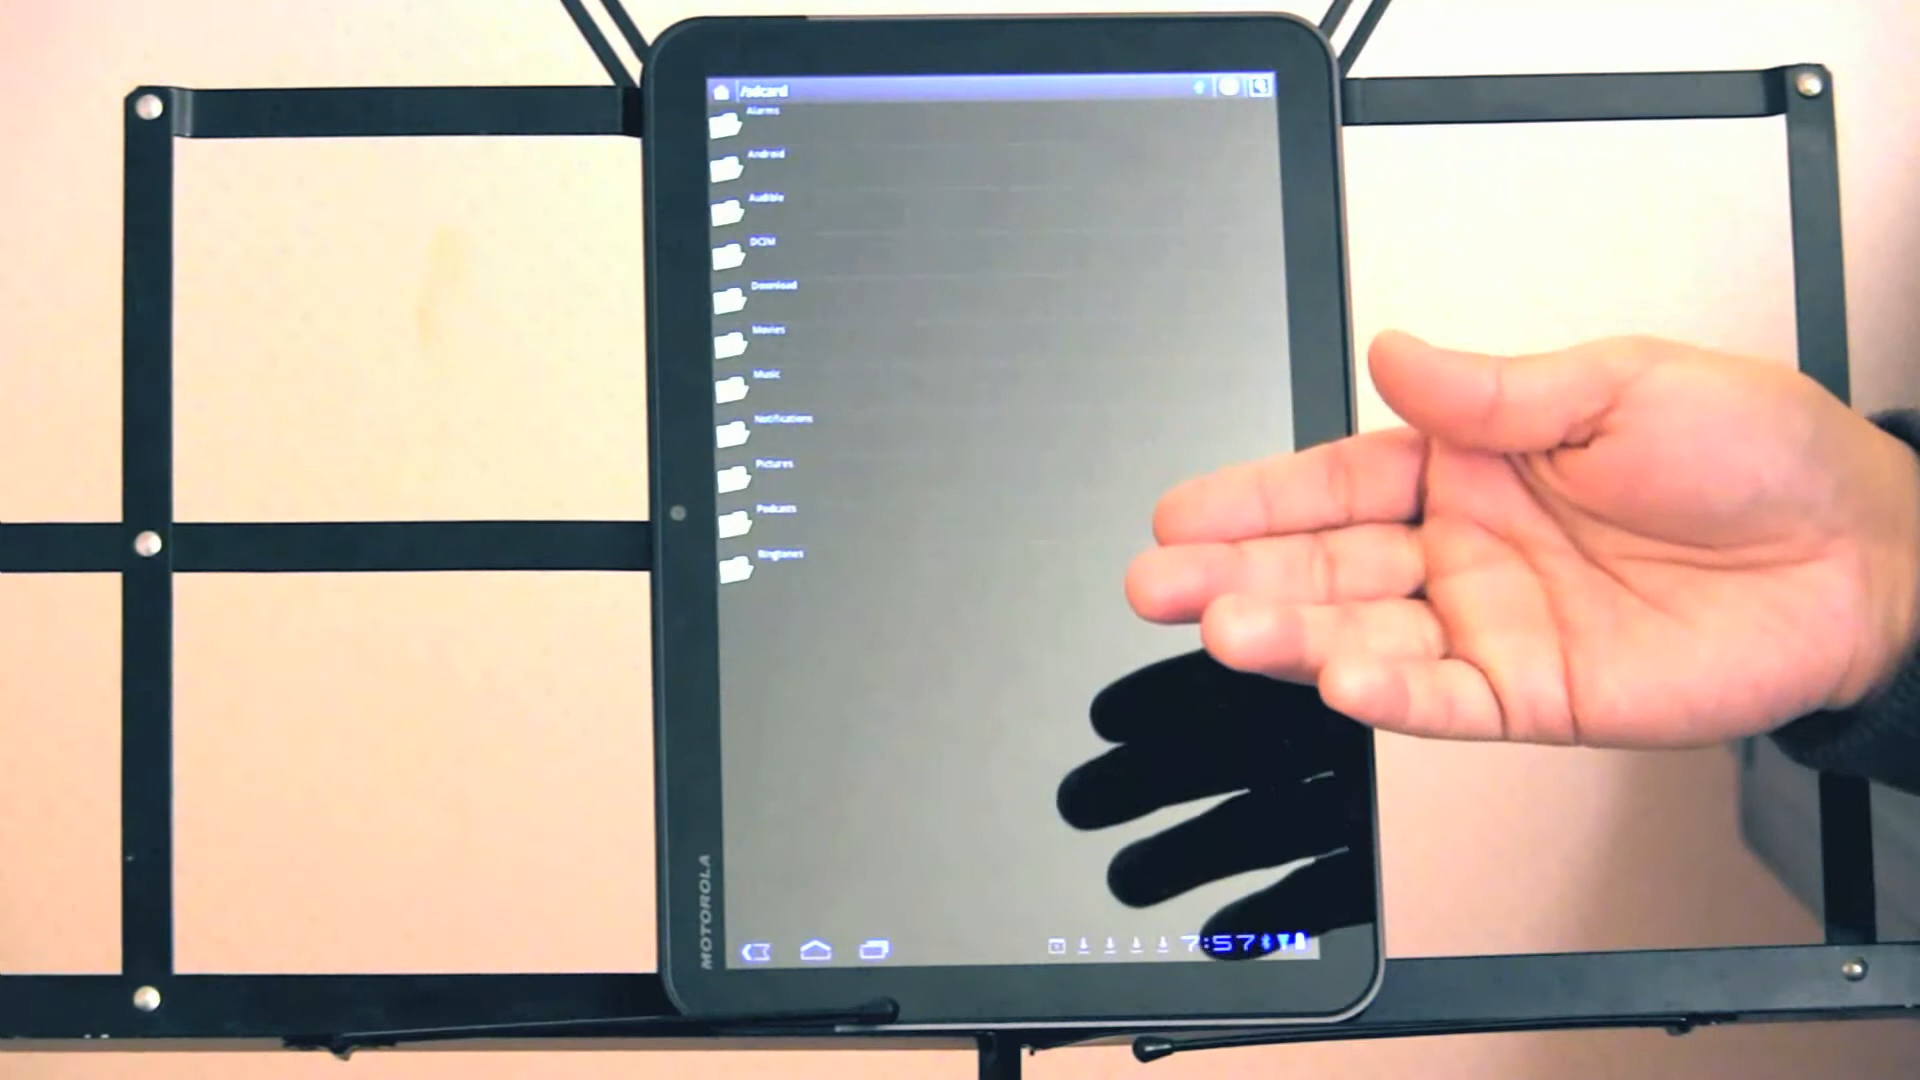 /sdcard
Alarms
Android
Audible
DCIM
Download
Movies
Music
Notifications
Pictures
Podcasts
Ringtones
MOTOROLA
7:57